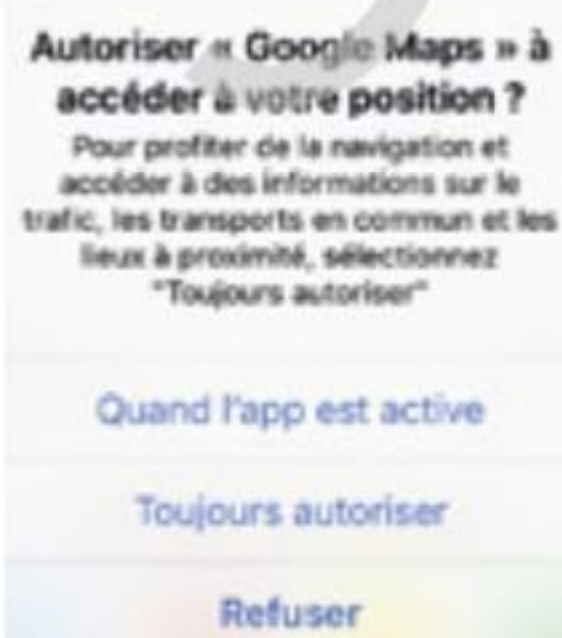 Autoriser « Google Maps » à
accéder à votre position ?
Pour profiter de la navigation et
accéder à des informations sur le
trafic, les transports en commun et les
lieux à proximité, sélectionnez
"Toujours autoriser"
Quand l'app est active
Toujours autoriser
Refuser